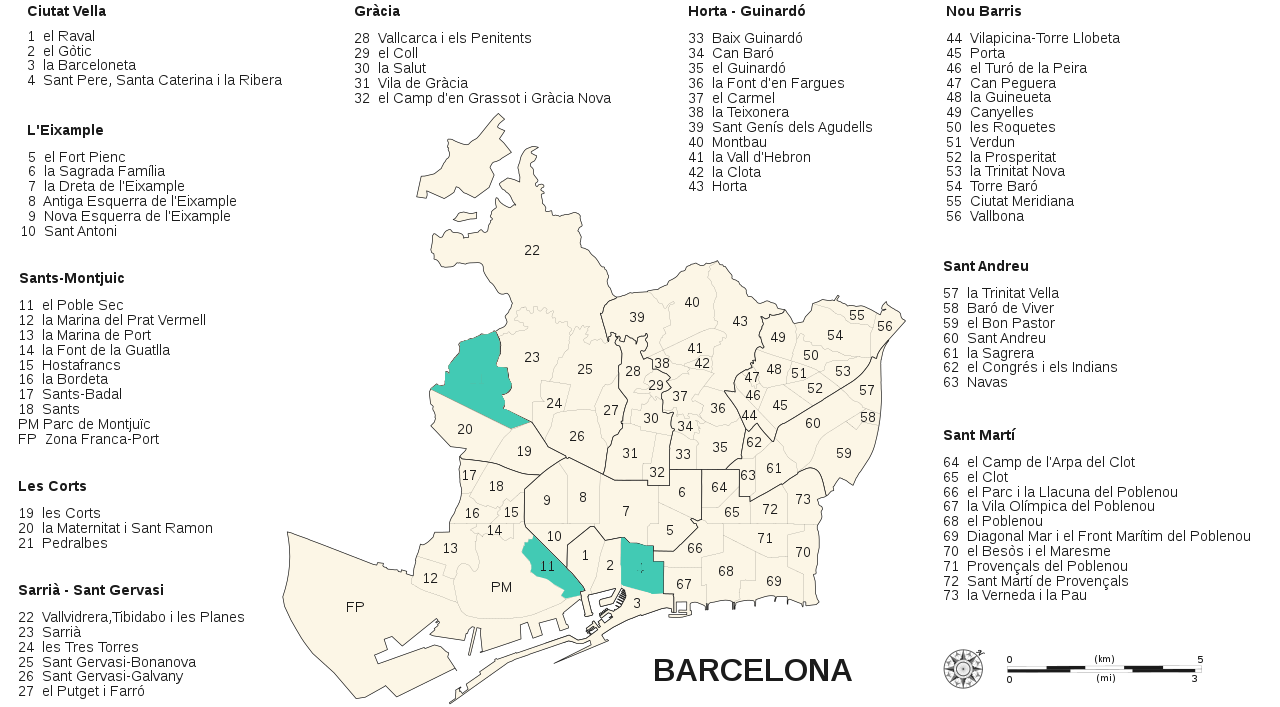 Ciutat Vella
1 el Raval
2 el Gòtic
3 la Barceloneta
4 Sant Pere, Santa Caterina i la Ribera
L'Eixample
5 el Fort Pienc
6 la Sagrada Família
7 la Dreta de l'Eixample
8 Antiga Esquerra de l'Eixample
9 Nova Esquerra de l'Eixample
10 Sant Antoni
Sants-Montjuic
11 el Poble Sec
12 la Marina del Prat Vermell
13 la Marina de Port
14 la Font de la Guatlla
15 Hostafrancs
16 la Bordeta
17 Sants-Badal
18 Sants
PM Parc de Montjuïc
FP Zona Franca-Port
Les Corts
19 les Corts
20 la Maternitat i Sant Ramon
21 Pedralbes
Sarrià - Sant Gervasi
22 Vallvidrera,Tibidabo i les Planes
23 Sarrià
24 les Tres Torres
25 Sant Gervasi-Bonanova
26 Sant Gervasi-Galvany
27 el Putget i Farró
Gràcia
28 Vallcarca i els Penitents
29 el Coll
30 la Salut
31 Vila de Gràcia
32 el Camp d'en Grassot i Gràcia Nova
Horta - Guinardó
33 Baix Guinardó
34 Can Baró
35 el Guinardó
36 la Font d'en Fargues
37 el Carmel
38 la Teixonera
39 Sant Genís dels Agudells
40 Montbau
41 la Vall d'Hebron
42 la Clota
43 Horta
Nou Barris
44 Vilapicina-Torre Llobeta
45 Porta
46 el Turó de la Peira
47 Can Peguera
48 la Guineueta
49 Canyelles
50 les Roquetes
51 Verdun
52 la Prosperitat
53 la Trinitat Nova
54 Torre Baró
55 Ciutat Meridiana
56 Vallbona
Sant Andreu
57 la Trinitat Vella
58 Baró de Viver
59 el Bon Pastor
60 Sant Andreu
61 la Sagrera
62 el Congrés i els Indians
63 Navas
Sant Martí
64 el Camp de l'Arpa del Clot
65 el Clot
66 el Parc i la Llacuna del Poblenou
67 la Vila Olímpica del Poblenou
68 el Poblenou
69 Diagonal Mar i el Front Marítim del Poblenou
70 el Besòs i el Maresme
71 Provençals del Poblenou
72 Sant Martí de Provençals
73 la Verneda i la Pau
22
40
39
43
55
56
49
54
41
50
23
38
42
25
28
48
51
53
47
29
52
57
37
46
24
45
27
36
44
58
30
34
60
20
26
62
35
19
31
33
59
61
32
63
17
18
64
6
9
8
73
72
7
16
15
65
14
5
10
71
13
66
1
70
2
11
68
12
PM
67
69
3
FP
BARCELONA
0 (km) 5
0 (mi) 3